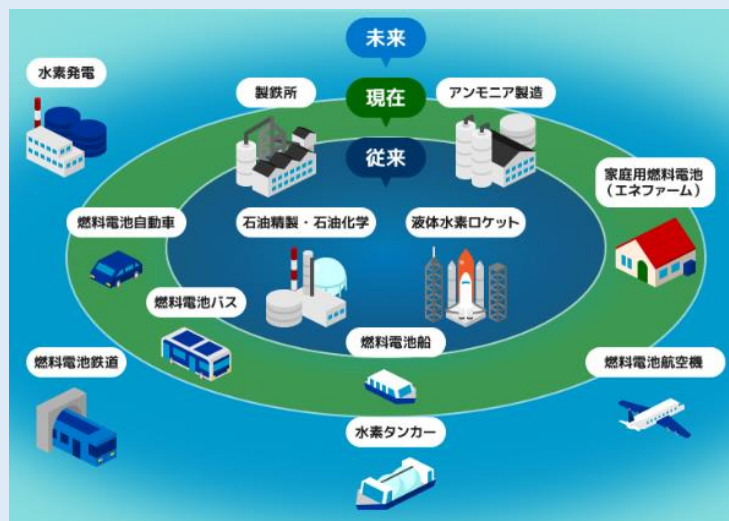 未来
水素発電
製鉄所
現在
アンモニア製造
従来
家庭用燃料電池
（エネファーム）
燃料電池自動車
石油精製・石油化学
液体水素ロケット
燃料電池バス
燃料電池船
燃料電池鉄道
燃料電池航空機
水素タンカー